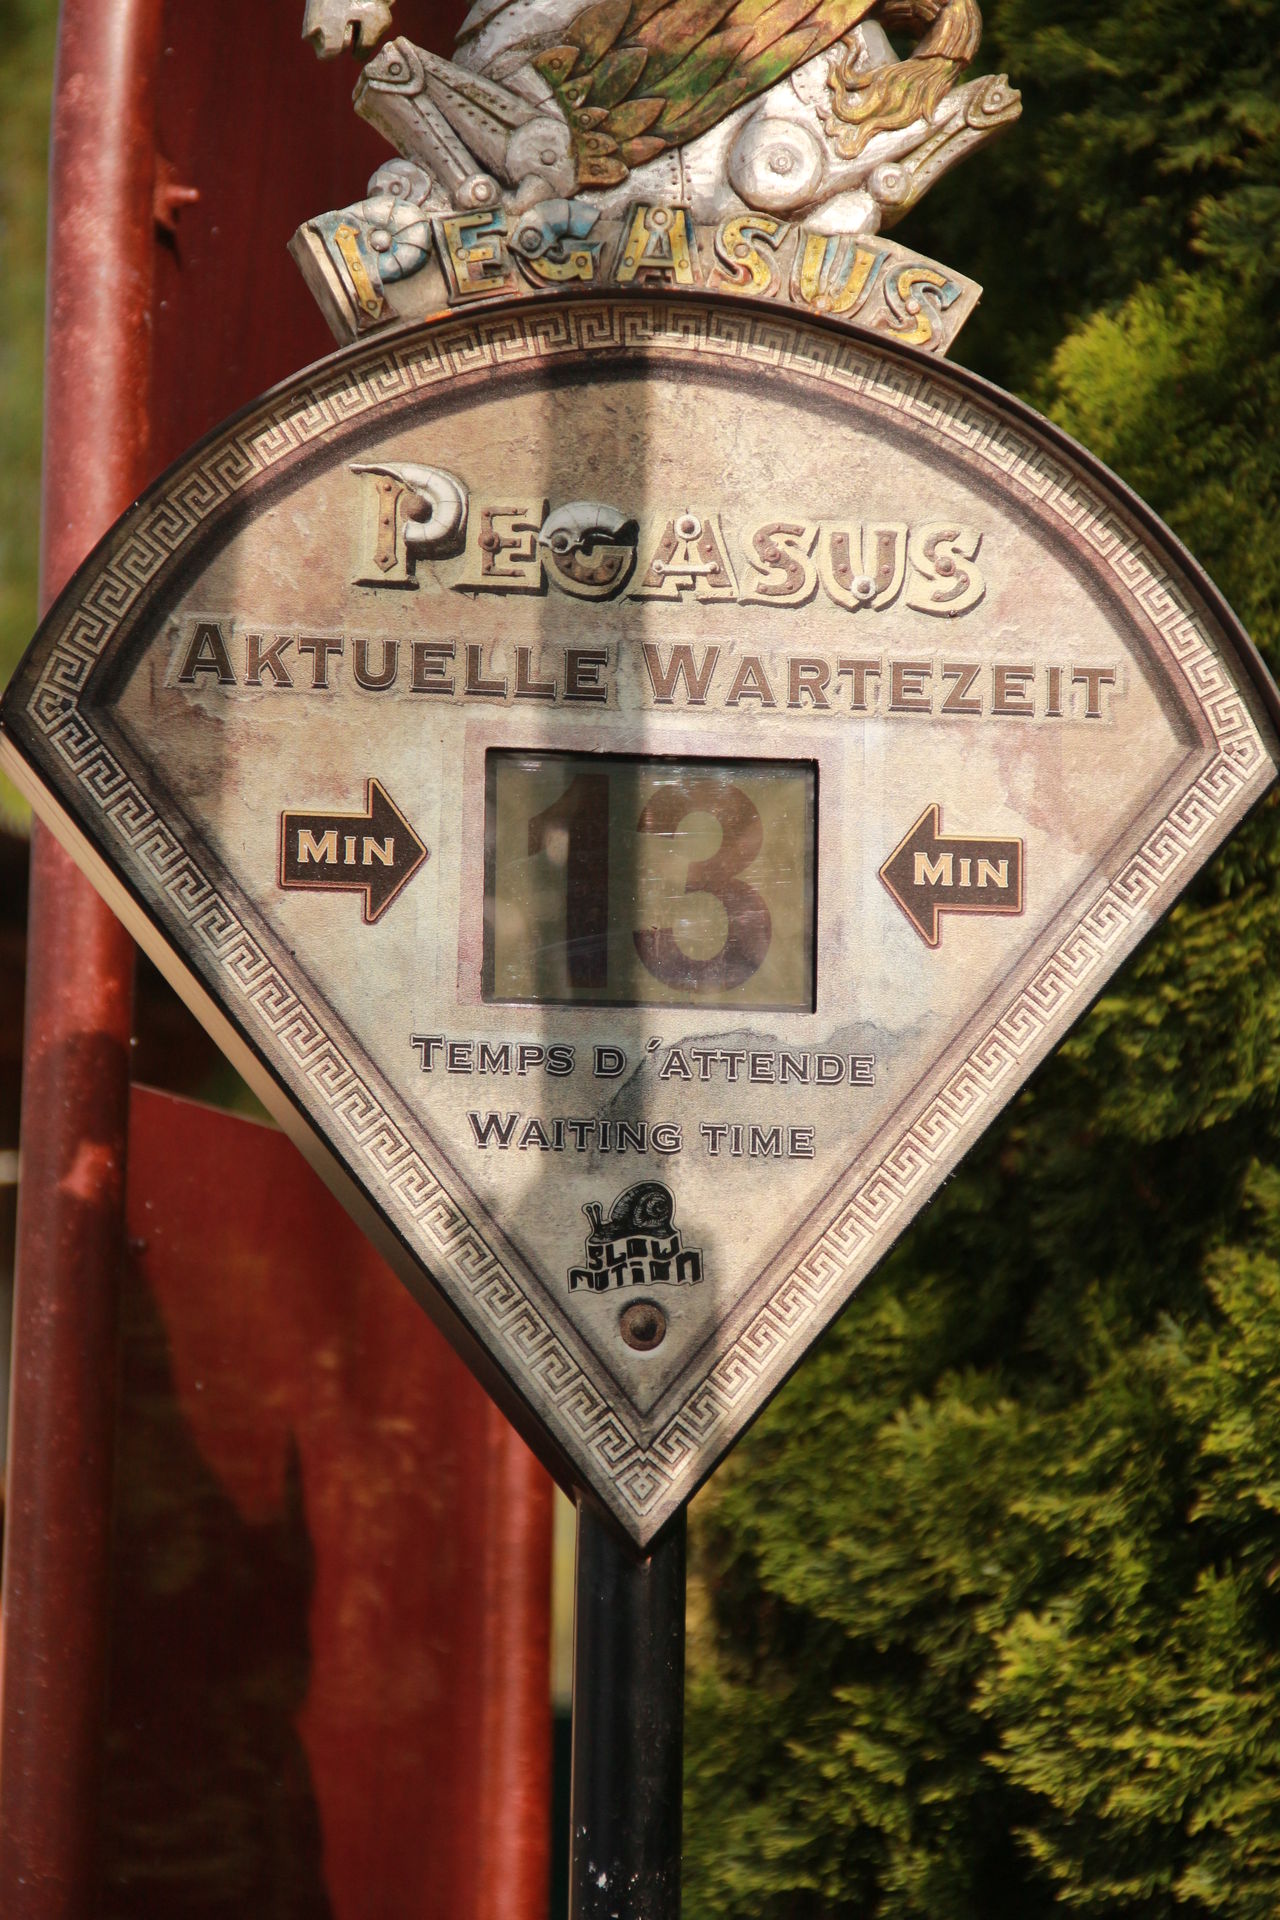 PEGASUS
PEGASUS
AKTUELLE WARTEZEIT
MIN 13 MIN
TEMPS D ´ATTENDE
WAITING TIME
SLOW
MOTION